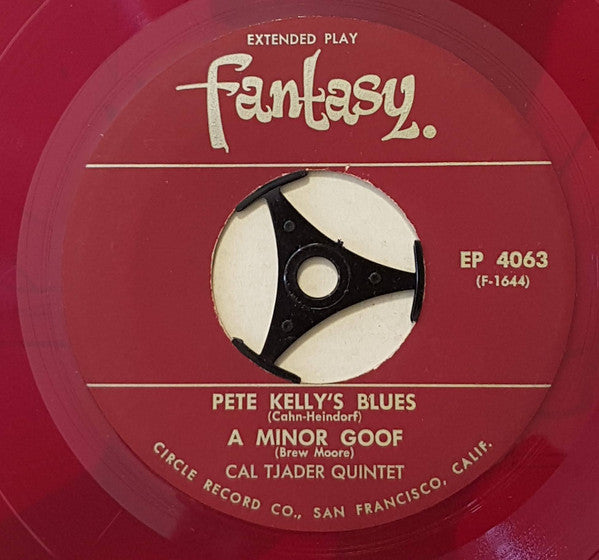 EXTENDED PLAY
fantasy.
EP 4063
(F-1644)
PETE KELLY'S BLUES
(Cahn-Heindorf)
A MINOR GOOF
(Brew Moore)
CAL TJADER QUINTET
CIRCLE RECORD CO., SAN FRANCISCO, CALIF.